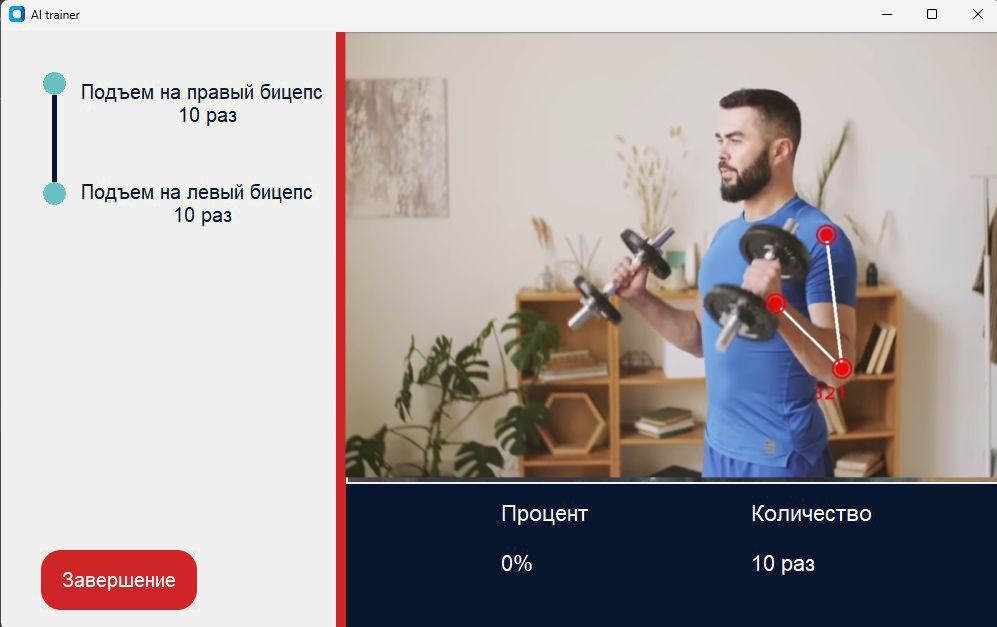 AI trainer
Подъем на правый бицепс
10 раз
Подъем на левый бицепс
10 раз
321
Процент
Количество
0%
10 раз
Завершение